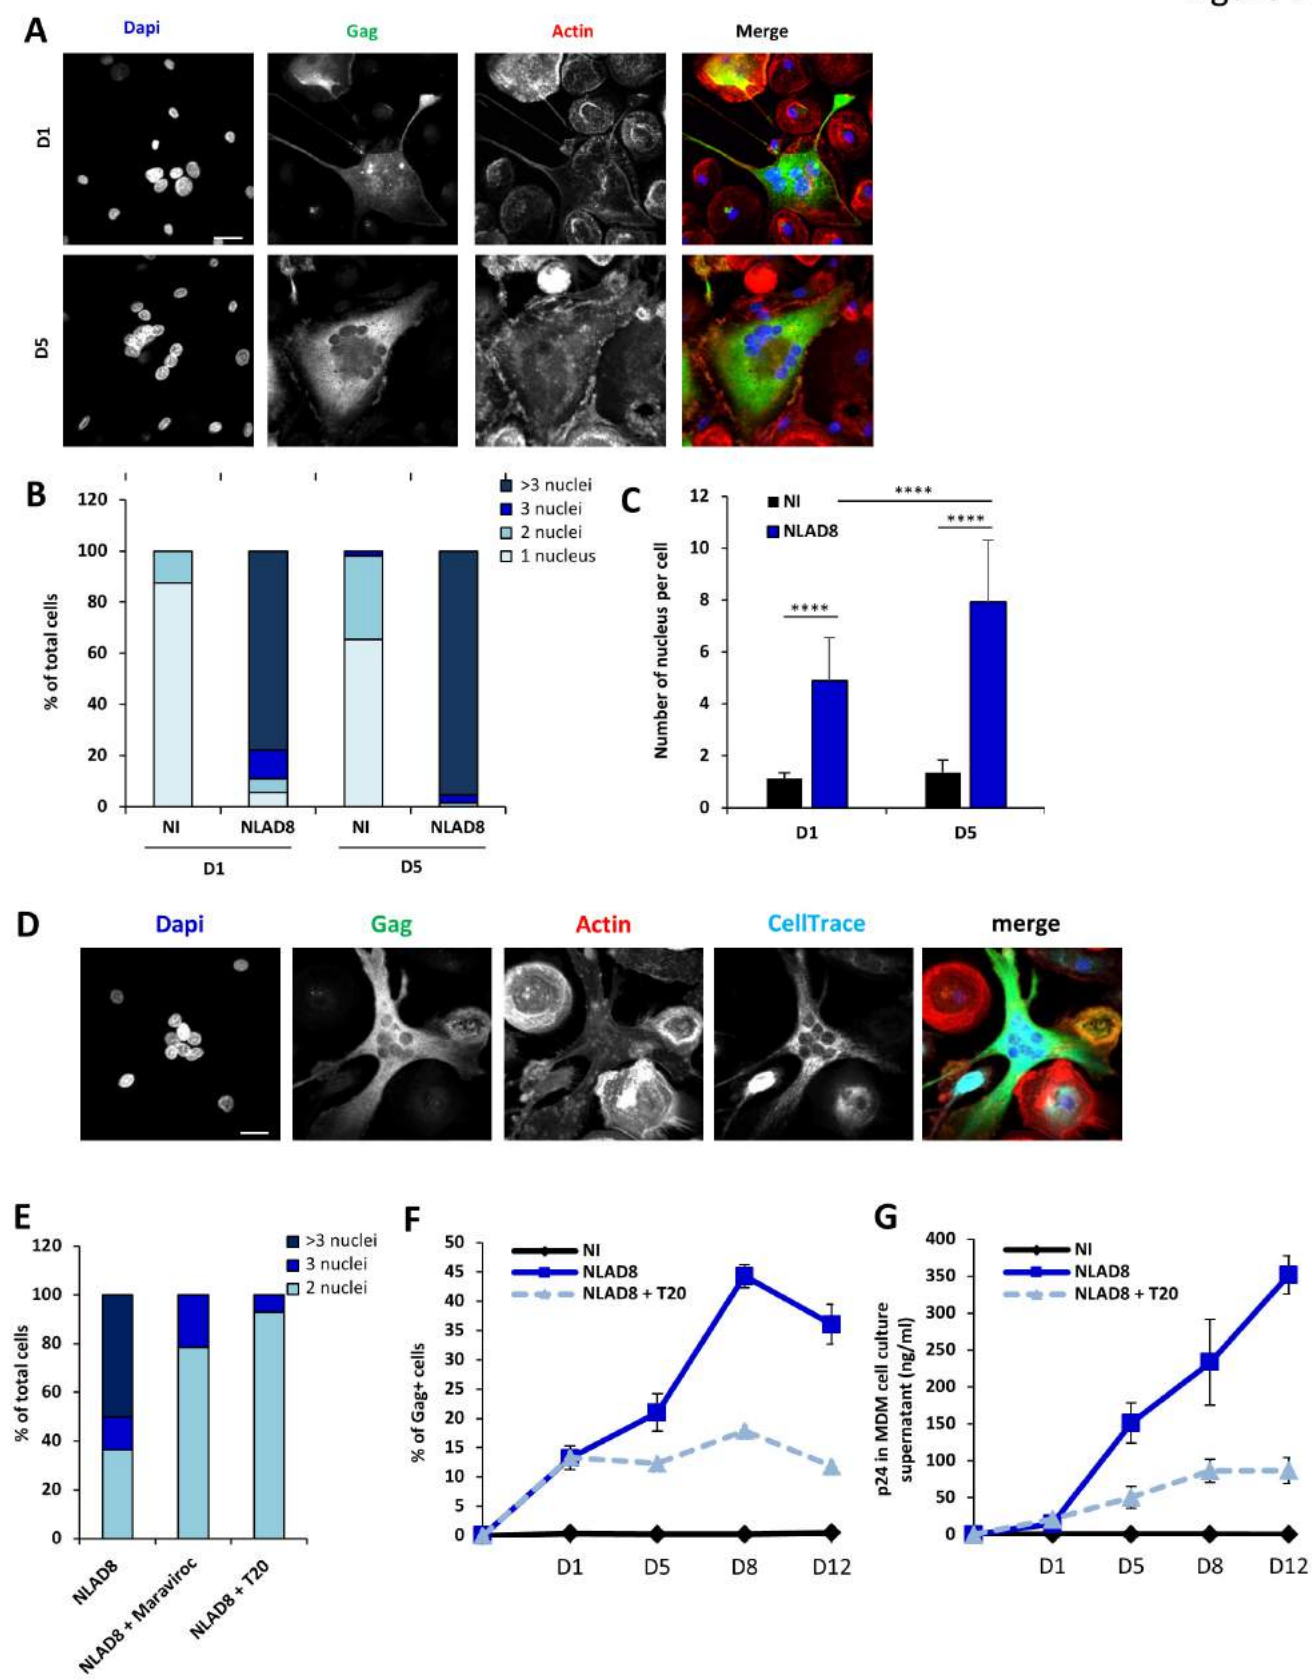 A
Dapi
Gag
Actin
Merge
D1
D5
B
120
100
80
60
40
20
0
% of total cells
>3 nuclei
3 nuclei
2 nuclei
1 nucleus
NI
NLAD8
NI
NLAD8
D1
D5
C
12
10
8
6
4
2
0
Number of nucleus per cell
NI
NLAD8
****
****
****
D1
D5
D
Dapi
Gag
Actin
CellTrace
merge
E
120
100
80
60
40
20
0
% of total cells
>3 nuclei
3 nuclei
2 nuclei
NLAD8
NLAD8 + Maraviroc
NLAD8 + T20
F
50
45
40
35
30
25
20
15
10
5
0
% of Gag+ cells
NI
NLAD8
NLAD8 + T20
D1
D5
D8
D12
G
400
350
300
250
200
150
100
50
0
p24 in MDM cell culture
supernatant (ng/ml)
NI
NLAD8
NLAD8 + T20
D1
D5
D8
D12